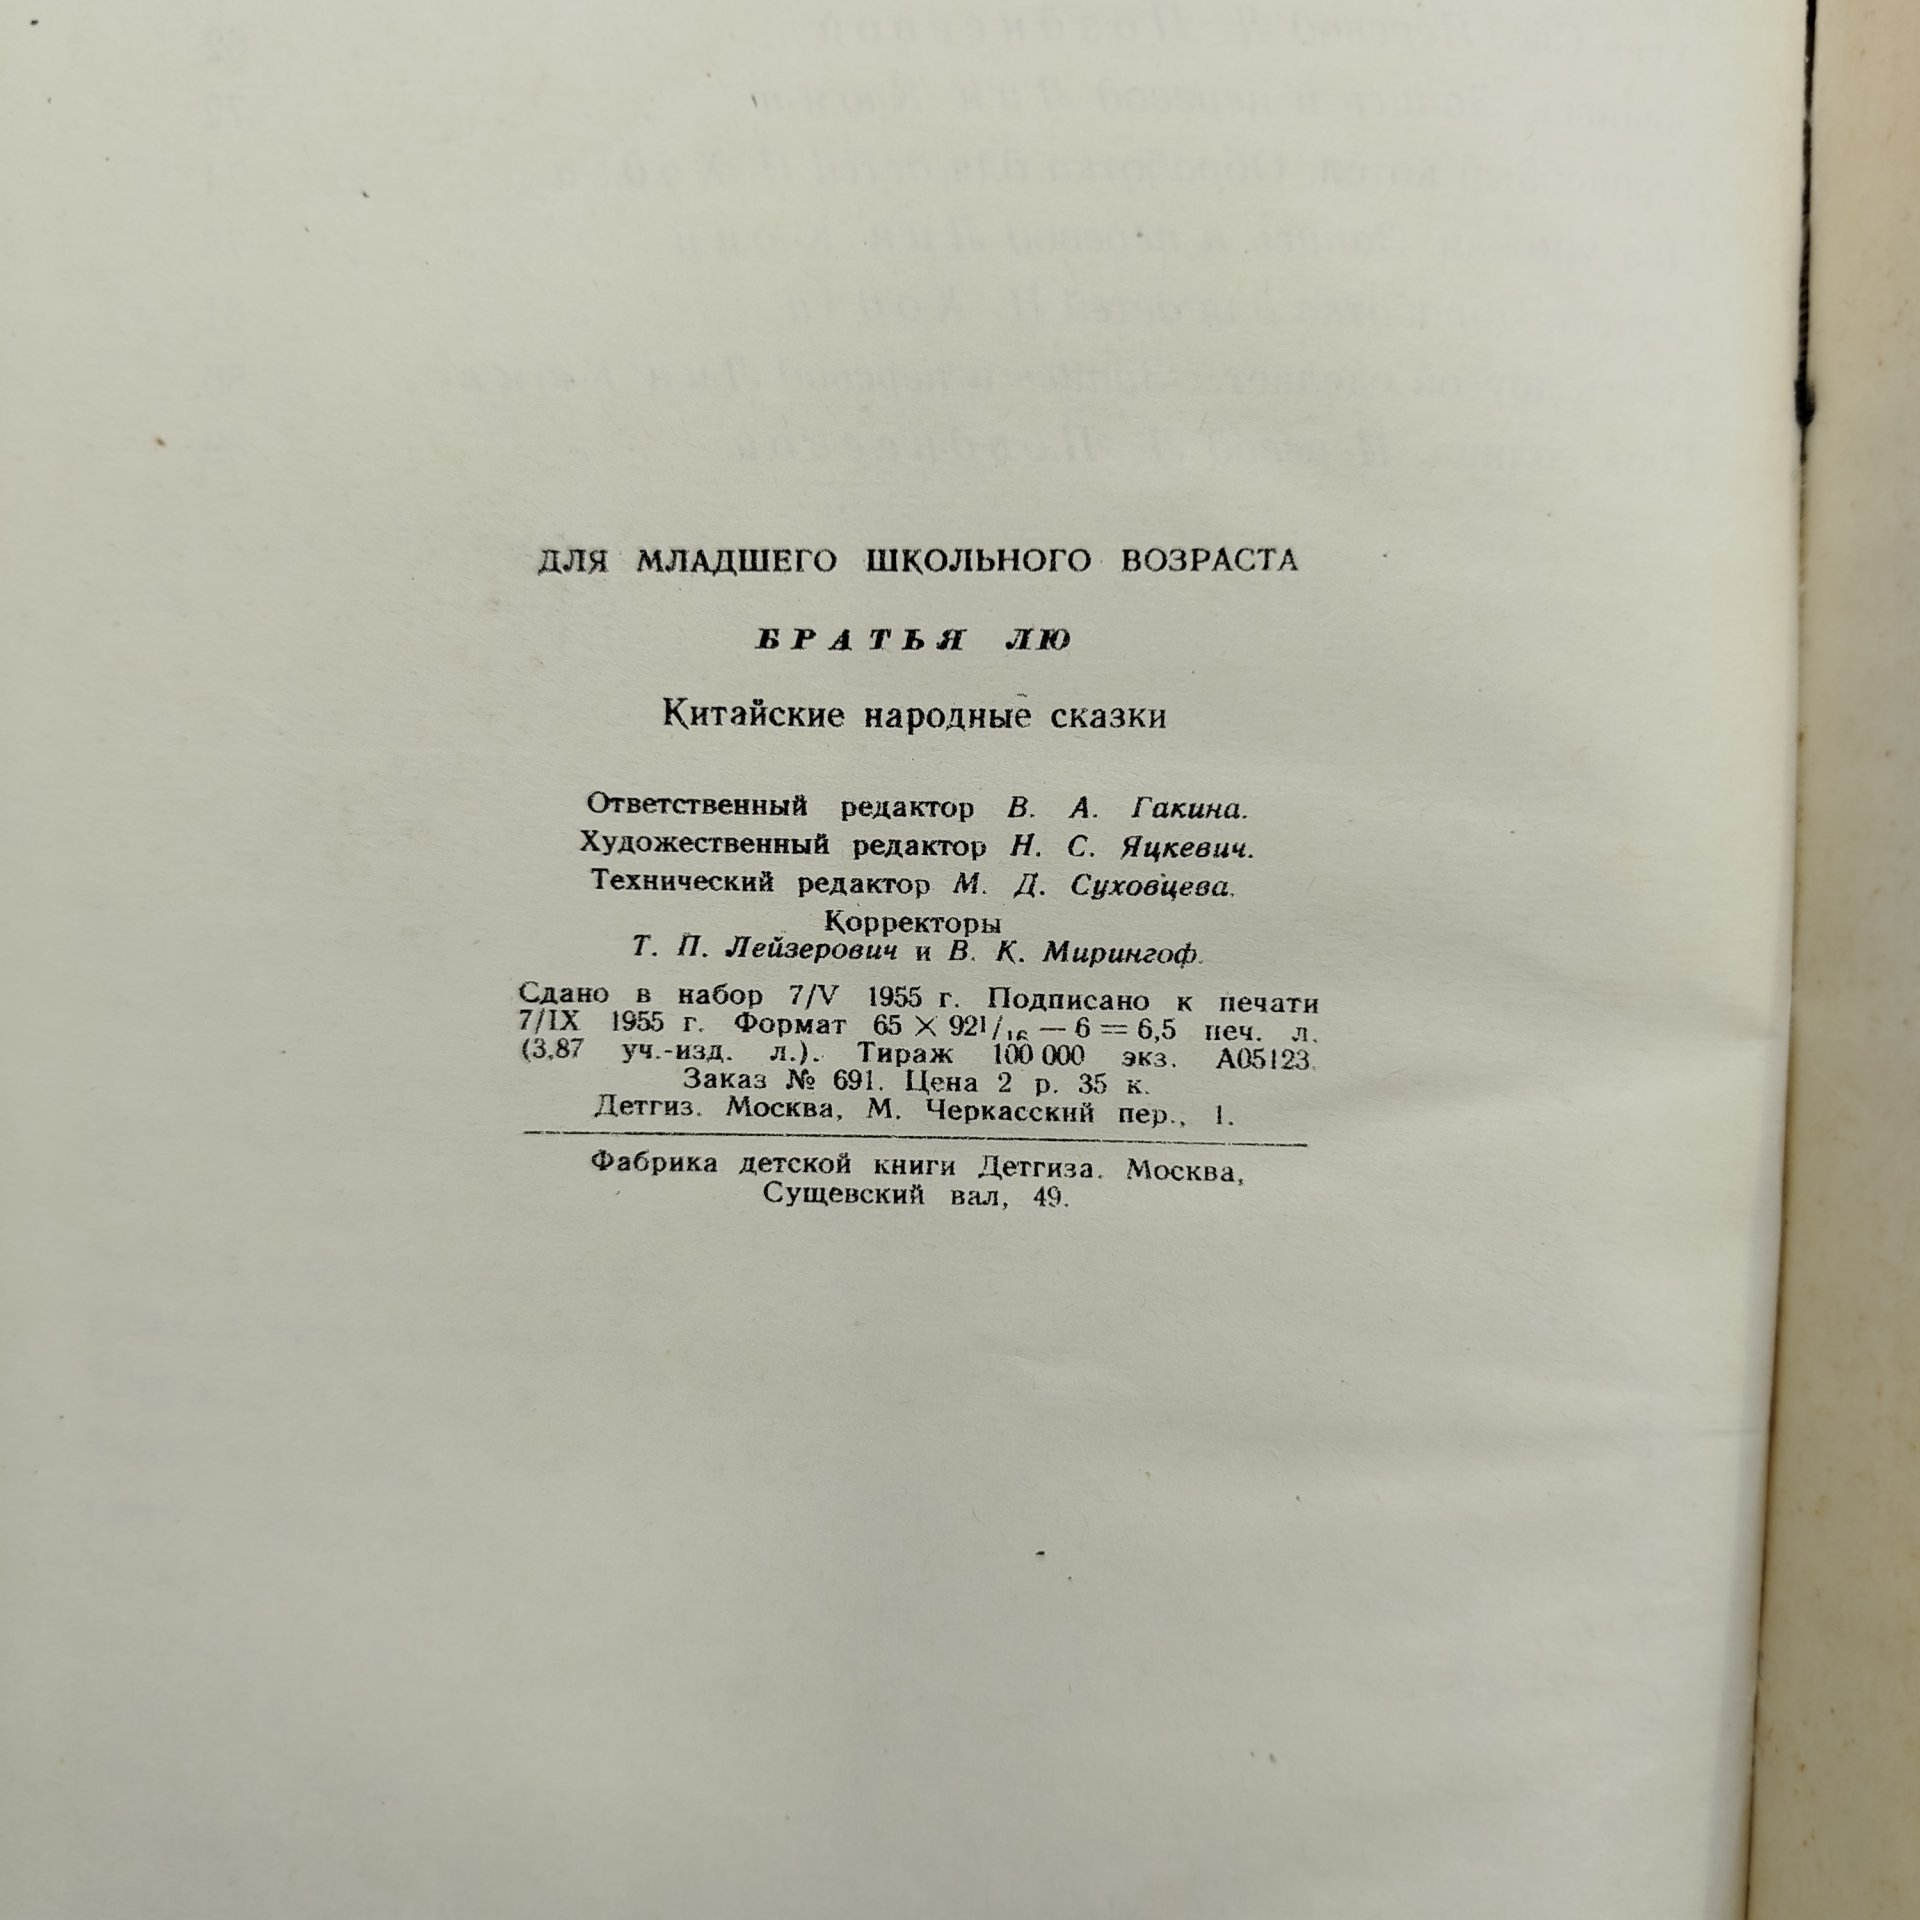 ДЛЯ МЛАДШЕГО ШКОЛЬНОГО ВОЗРАСТА
БРАТЬЯ ЛЮ
Китайские народные сказки
Ответственный редактор В. А. Гакина.
Художественный редактор Н. С. Яцкевич.
Технический редактор М. Д. Суховцева.
Корректоры
Т. П. Лейзерович и В. К. Мирингоф.
Сдано в набор 7/V 1955 г. Подписано к печати
7/IX 1955 г. Формат 65 × 92 1/16 — 6 = 6,5 печ. л.
(3,87 уч.-изд. л.). Тираж 100 000 экз. А05123.
Заказ № 691. Цена 2 р. 35 к.
Детгиз. Москва, М. Черкасский пер., 1.
Фабрика детской книги Детгиза. Москва,
Сущевский вал, 49.